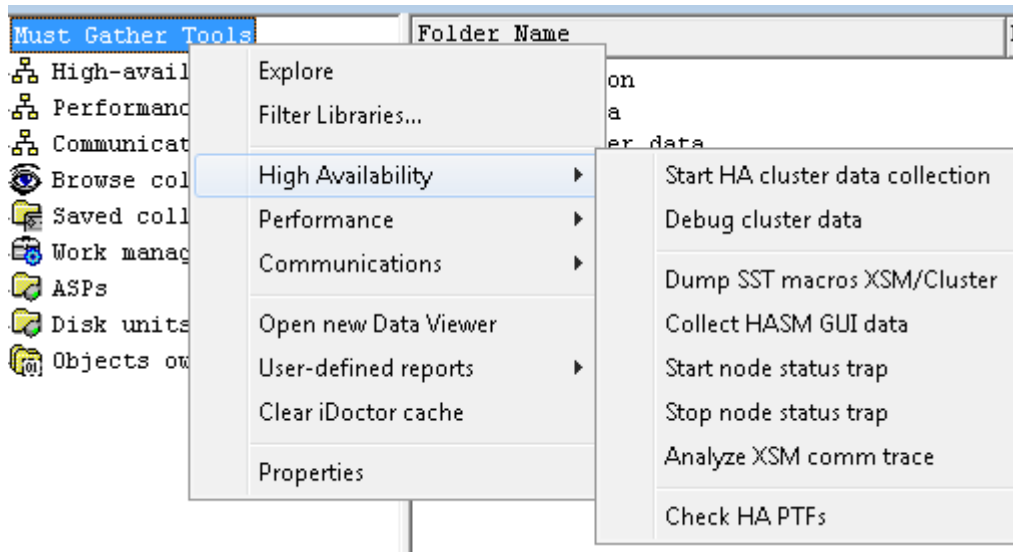 Must Gather Tools
High-avail
Performanc
Communicat
Browse col
Saved coll
Work manag
ASPs
Disk units
Objects ow
Folder Name
on
a
er data
Explore
Filter Libraries...
High Availability
Performance
Communications
Open new Data Viewer
User-defined reports
Clear iDoctor cache
Properties
Start HA cluster data collection
Debug cluster data
Dump SST macros XSM/Cluster
Collect HASM GUI data
Start node status trap
Stop node status trap
Analyze XSM comm trace
Check HA PTFs